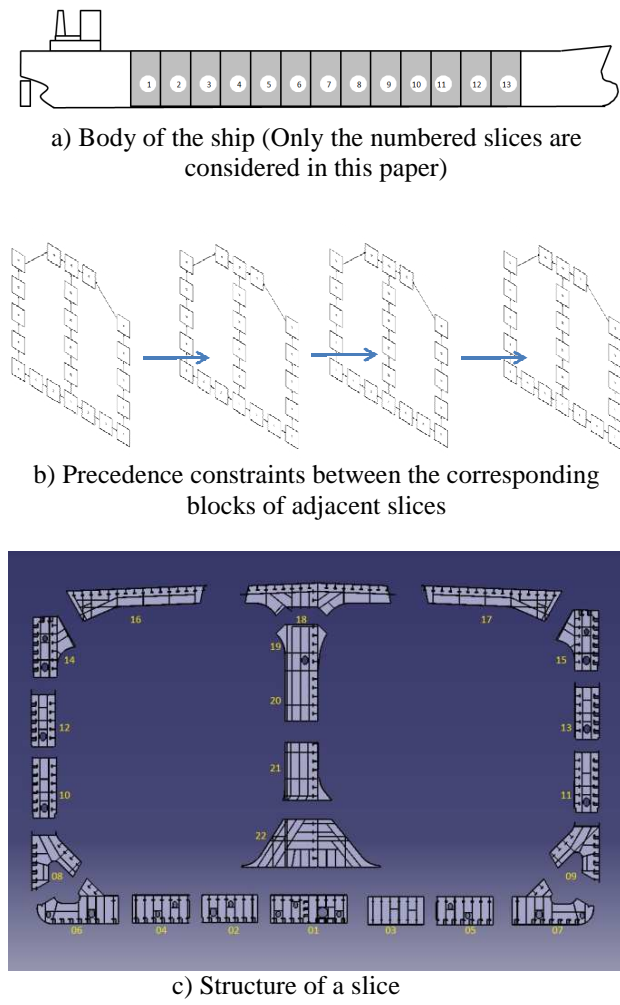 1 2 3 4 5 6 7 8 9 10 11 12 13
a) Body of the ship (Only the numbered slices are
considered in this paper)
b) Precedence constraints between the corresponding
blocks of adjacent slices
16 18 17
14 19 15
20
12 13
21
10 11
22
08 09
06 04 02 01 03 05 07
c) Structure of a slice